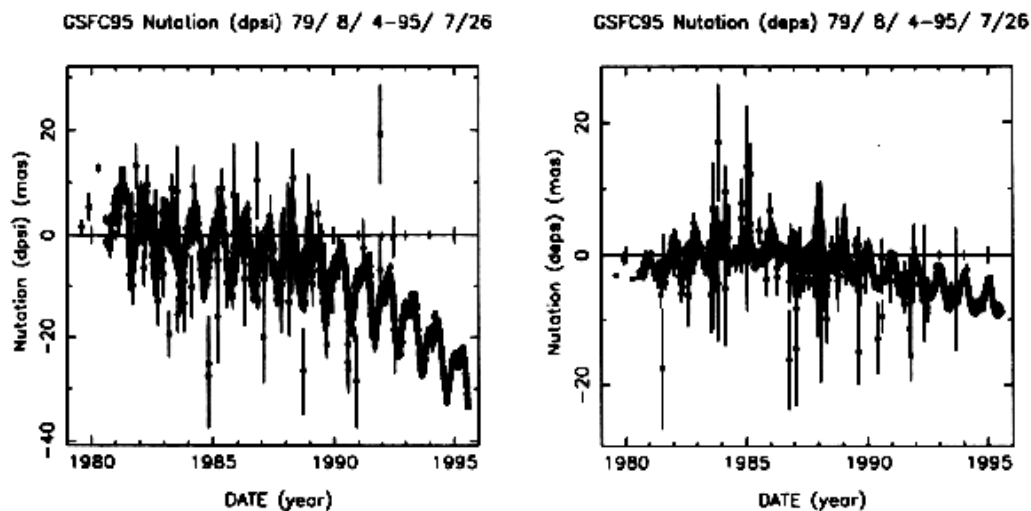 GSFC95 Nutation (dpsi) 79/ 8/ 4-95/ 7/26
Nutation (dpsi) (mas)
20
0
-20
-40
1980 1985 1990 1995
DATE (year)
GSFC95 Nutation (deps) 79/ 8/ 4-95/ 7/26
Nutation (deps) (mas)
20
0
-20
1980 1985 1990 1995
DATE (year)